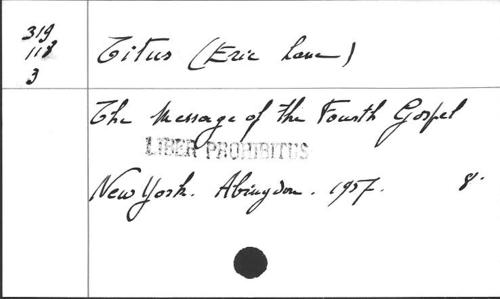 319
118
3
Titus (Eric Lane)
The Message of the Fourth Gospel
LIBER PROHIBITUS
New York. Abingdon. 1957. 8.